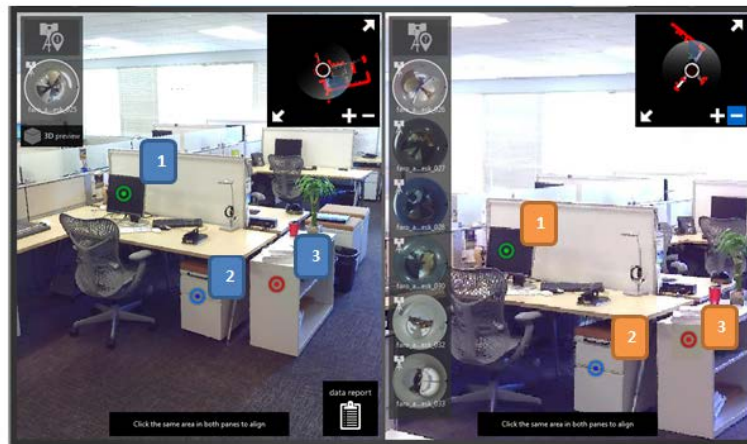 3D preview
1
2
3
data report
Click the same area in both panes to align
1
2
3
Click the same area in both panes to align